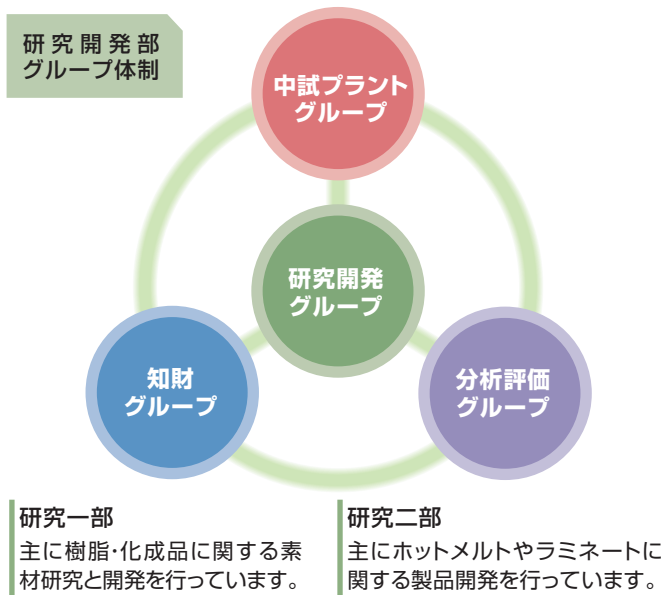 研究開発部
グループ体制
中試プラント
グループ
研究開発
グループ
知財
グループ
分析評価
グループ
研究一部
主に樹脂・化成品に関する素
材研究と開発を行っています。
研究二部
主にホットメルトやラミネートに
関する製品開発を行っています。